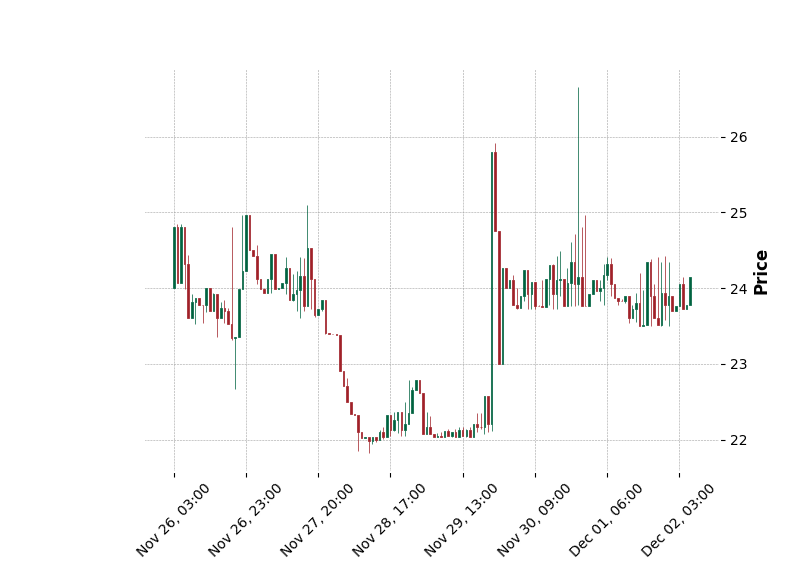 26
25
24
23
22
Price
Nov 26, 03:00
Nov 26, 23:00
Nov 27, 20:00
Nov 28, 17:00
Nov 29, 13:00
Nov 30, 09:00
Dec 01, 06:00
Dec 02, 03:00